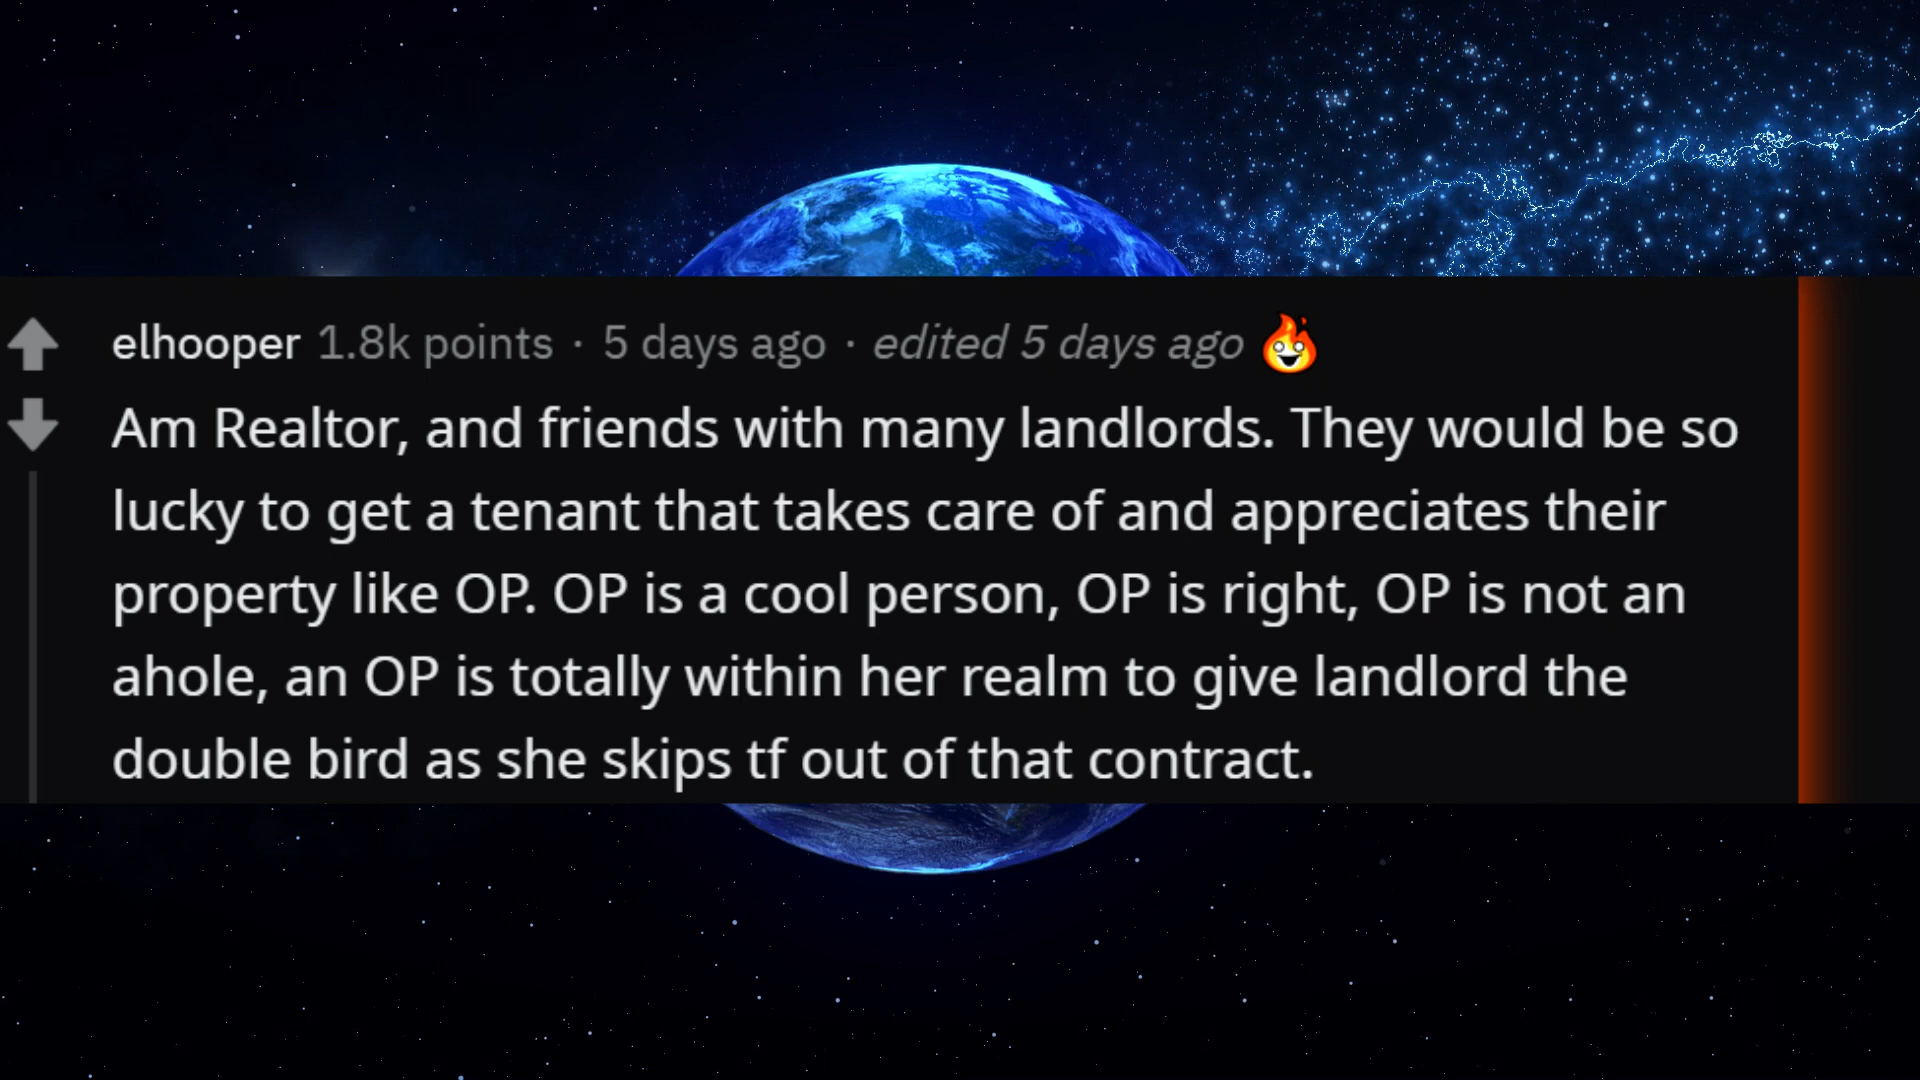 elhooper 1.8k points · 5 days ago · edited 5 days ago
Am Realtor, and friends with many landlords. They would be so
lucky to get a tenant that takes care of and appreciates their
property like OP. OP is a cool person, OP is right, OP is not an
ahole, an OP is totally within her realm to give landlord the
double bird as she skips tf out of that contract.